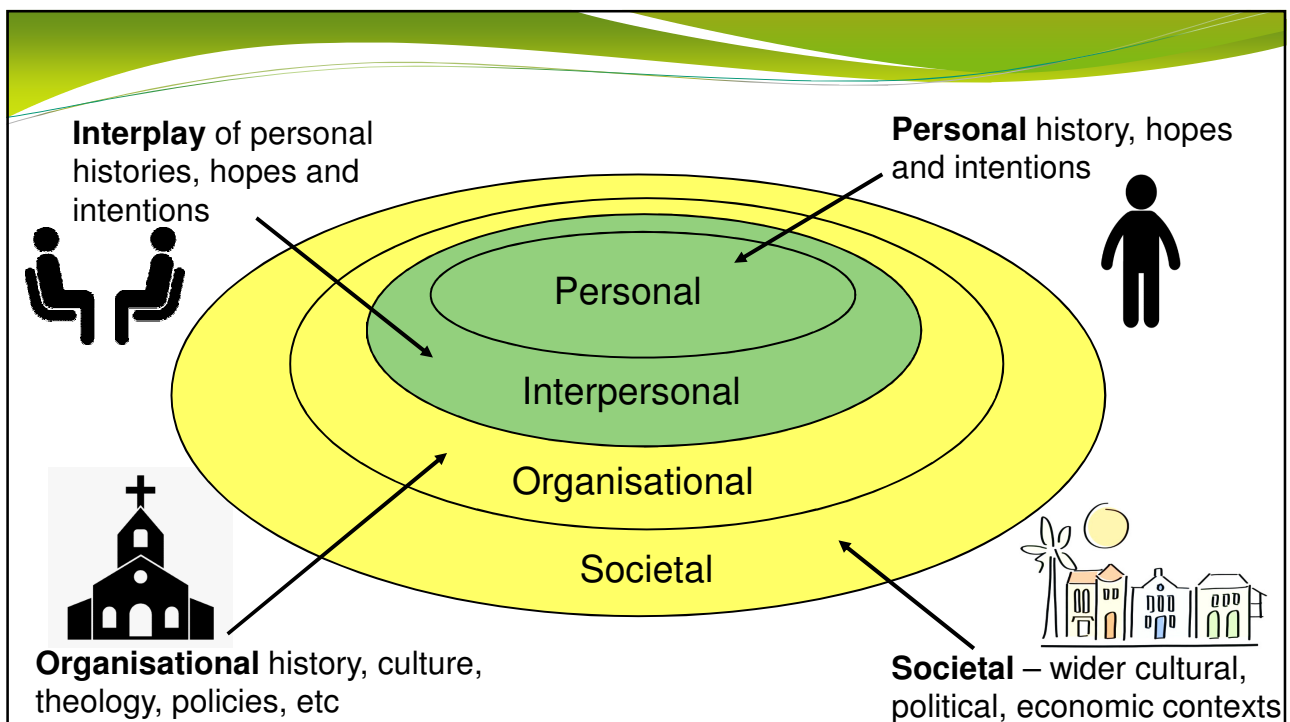 Interplay of personal
histories, hopes and
intentions
Personal history, hopes
and intentions
Personal
Interpersonal
Organisational
Societal
Organisational history, culture,
theology, policies, etc
Societal – wider cultural,
political, economic contexts